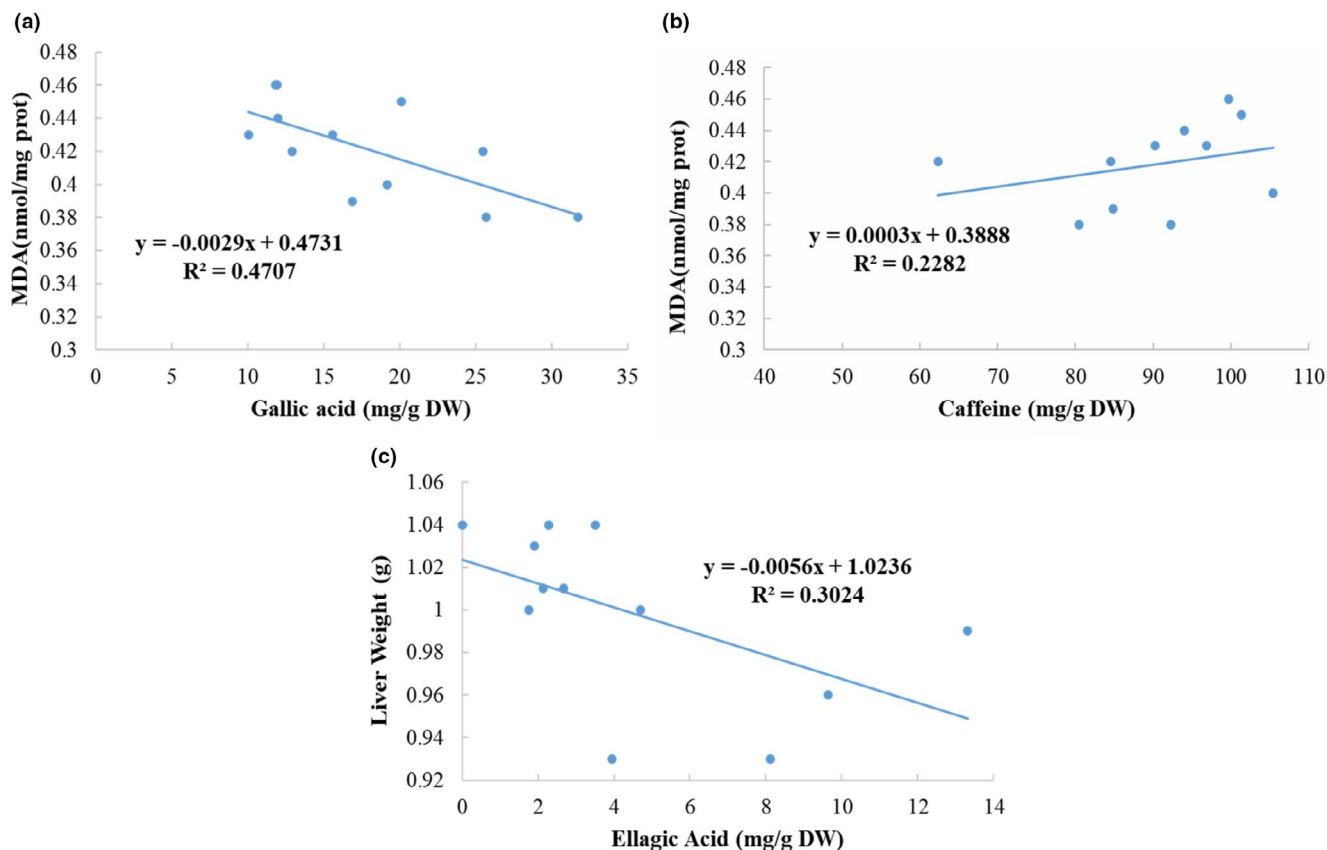 (a)
0.48
0.46
0.44
0.42
0.4
0.38
0.36
0.34
0.32
0.3
MDA(nmol/mg prot)
y = -0.0029x + 0.4731
R² = 0.4707
0 5 10 15 20 25 30 35
Gallic acid (mg/g DW)
(b)
0.48
0.46
0.44
0.42
0.4
0.38
0.36
0.34
0.32
0.3
MDA(nmol/mg prot)
y = 0.0003x + 0.3888
R² = 0.2282
40 50 60 70 80 90 100 110
Caffeine (mg/g DW)
(c)
1.06
1.04
1.02
1
0.98
0.96
0.94
0.92
Liver Weight (g)
y = -0.0056x + 1.0236
R² = 0.3024
0 2 4 6 8 10 12 14
Ellagic Acid (mg/g DW)